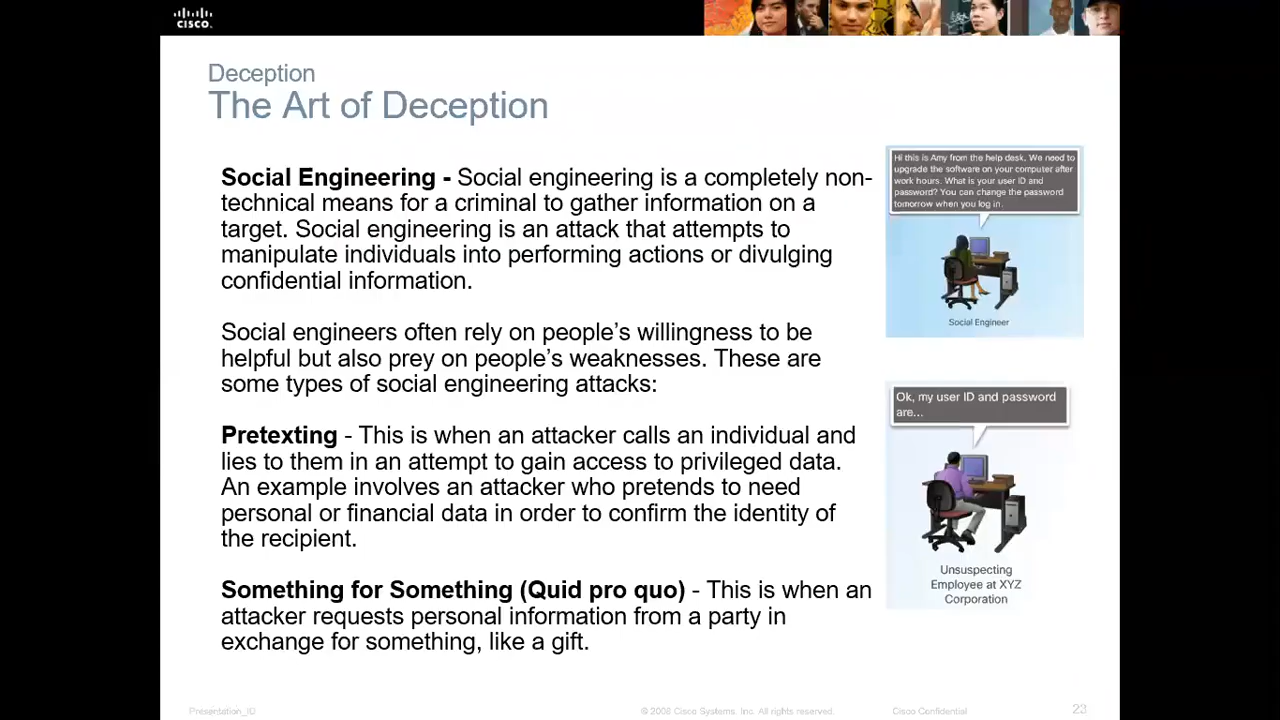 CISCO.
Deception
The Art of Deception
Social Engineering - Social engineering is a completely non-
technical means for a criminal to gather information on a
target. Social engineering is an attack that attempts to
manipulate individuals into performing actions or divulging
confidential information.
Social engineers often rely on people's willingness to be
helpful but also prey on people's weaknesses. These are
some types of social engineering attacks:
Pretexting - This is when an attacker calls an individual and
lies to them in an attempt to gain access to privileged data.
An example involves an attacker who pretends to need
personal or financial data in order to confirm the identity of
the recipient.
Something for Something (Quid pro quo) - This is when an
attacker requests personal information from a party in
exchange for something, like a gift.
Hi this is Amy from the help desk. We need to
upgrade the software on your computer after
work hours. What is your user ID and
password? You can change the password
tomorrow when you log in.
Social Engineer
Ok, my user ID and password
are...
Unsuspecting
Employee at XYZ
Corporation
Presentation_ID
© 2008 Cisco Systems, Inc. All rights reserved.
Cisco Confidential
23